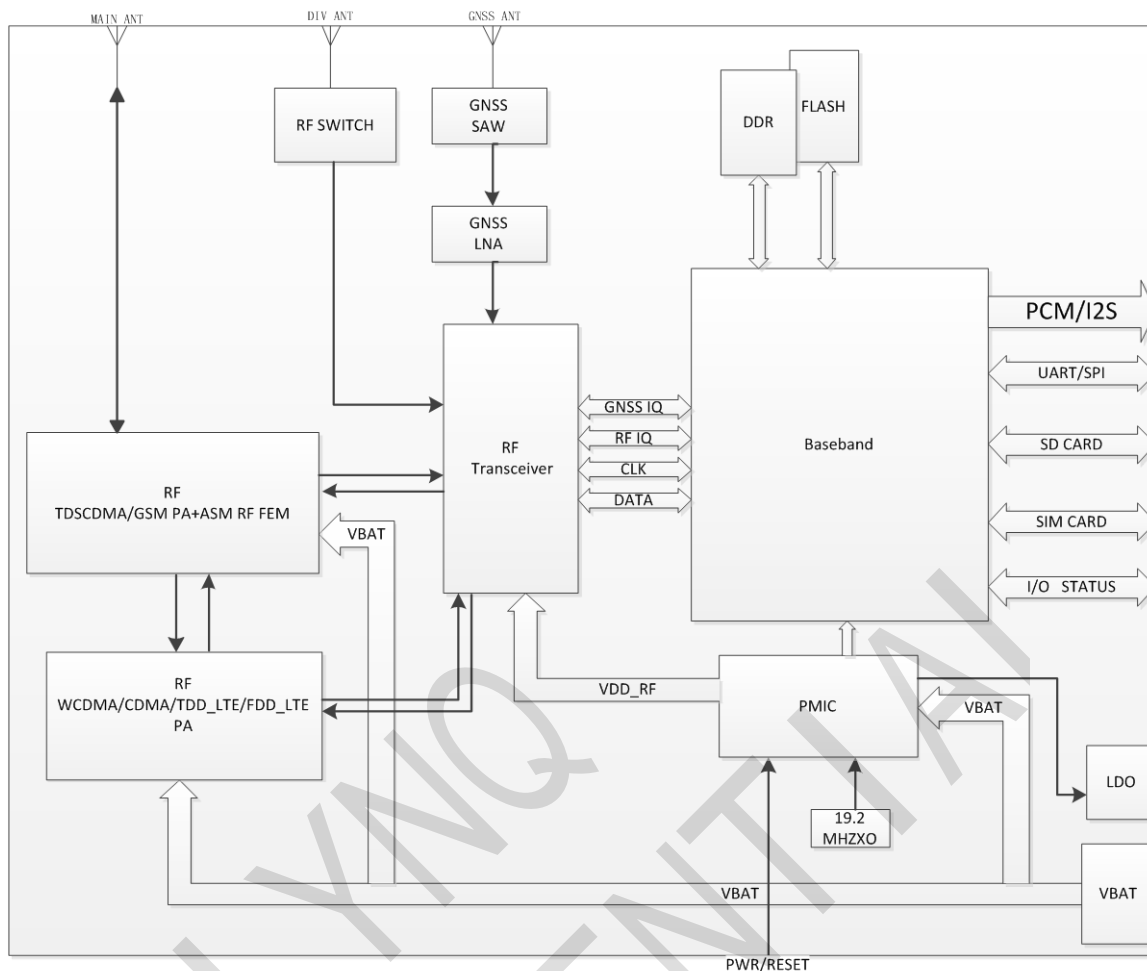 MAIN ANT
DIV ANT
GNSS ANT
RF SWITCH
GNSS
SAW
DDR
FLASH
GNSS
LNA
PCM/I2S
UART/SPI
GNSS IQ
RF IQ
CLK
DATA
RF
Transceiver
Baseband
SD CARD
RF
TDSCDMA/GSM PA+ASM RF FEM
VBAT
SIM CARD
I/O STATUS
RF
WCDMA/CDMA/TDD_LTE/FDD_LTE
PA
VDD_RF
PMIC
VBAT
LDO
19.2
MHZXO
VBAT
VBAT
PWR/RESET
YNQ
ENTIAL